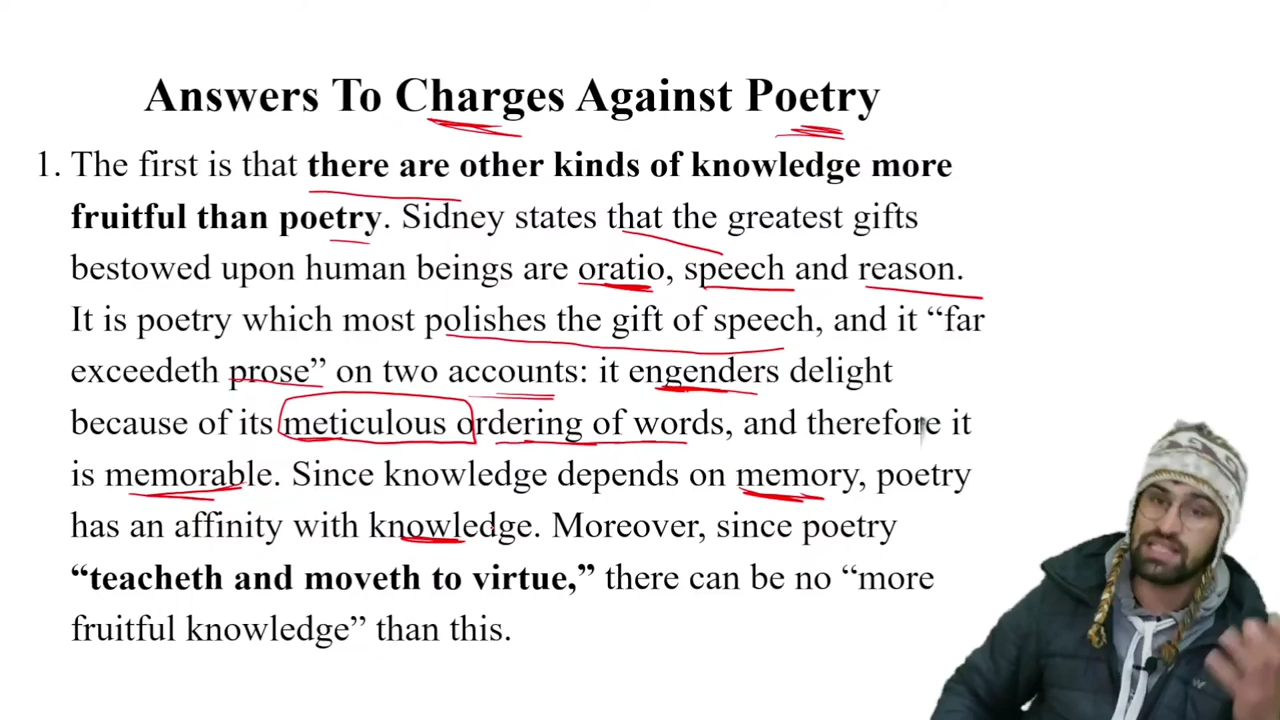 Answers To Charges Against Poetry
1. The first is that there are other kinds of knowledge more
fruitful than poetry. Sidney states that the greatest gifts
bestowed upon human beings are oratio, speech and reason.
It is poetry which most polishes the gift of speech, and it “far
exceedeth prose” on two accounts: it engenders delight
because of its meticulous ordering of words, and therefore it
is memorable. Since knowledge depends on memory, poetry
has an affinity with knowledge. Moreover, since poetry
“teacheth and moveth to virtue,” there can be no “more
fruitful knowledge” than this.
W